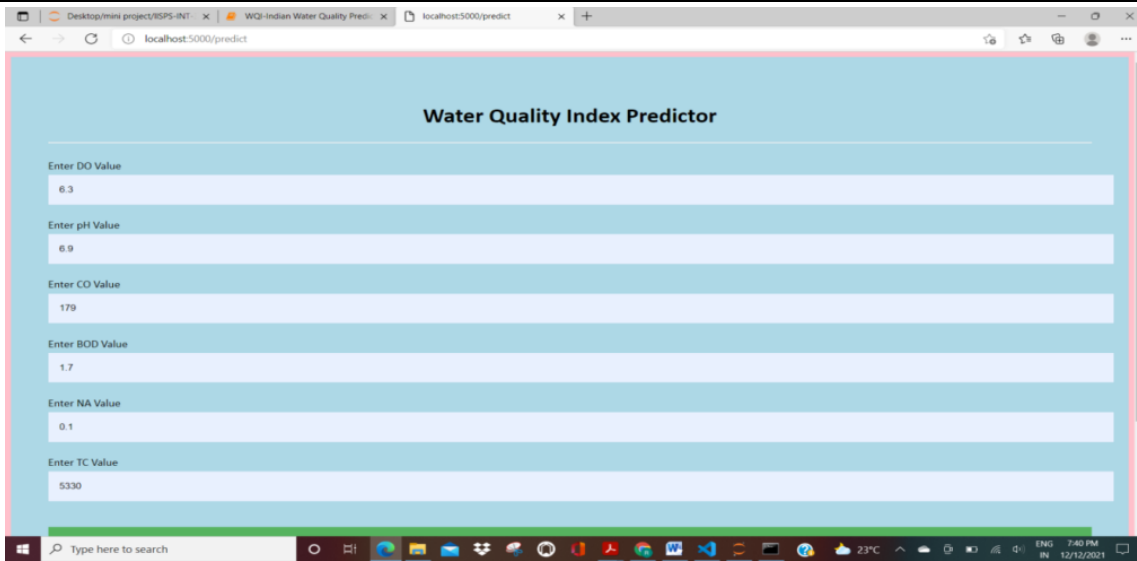 Desktop/mini project/IISPS-INT
WQI-Indian Water Quality Predic
localhost:5000/predict
localhost:5000/predict
Water Quality Index Predictor
Enter DO Value
6.3
Enter pH Value
6.9
Enter CO Value
179
Enter BOD Value
1.7
Enter NA Value
0.1
Enter TC Value
5330
Type here to search
23°C
ENG
IN
7:40 PM
12/12/2021